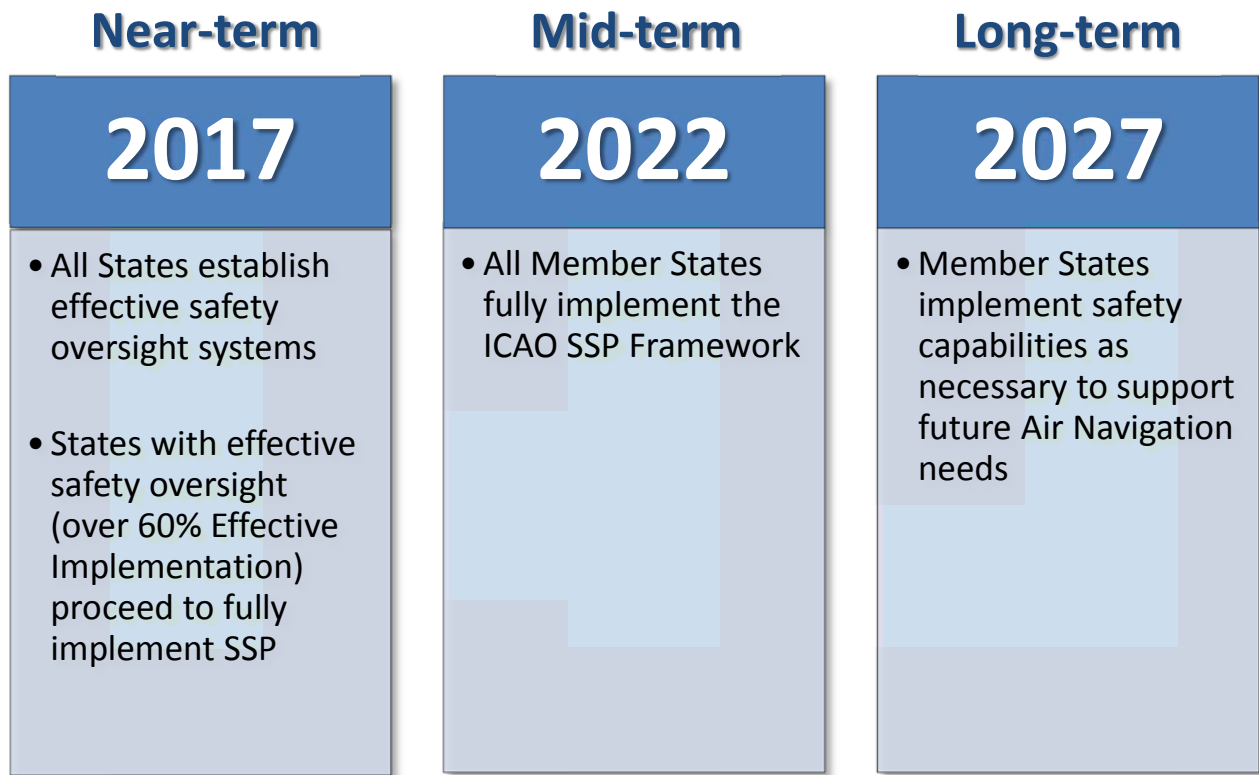 Near-term
2017
• All States establish
effective safety
oversight systems
• States with effective
safety oversight
(over 60% Effective
Implementation)
proceed to fully
implement SSP
Mid-term
2022
• All Member States
fully implement the
ICAO SSP Framework
Long-term
2027
• Member States
implement safety
capabilities as
necessary to support
future Air Navigation
needs